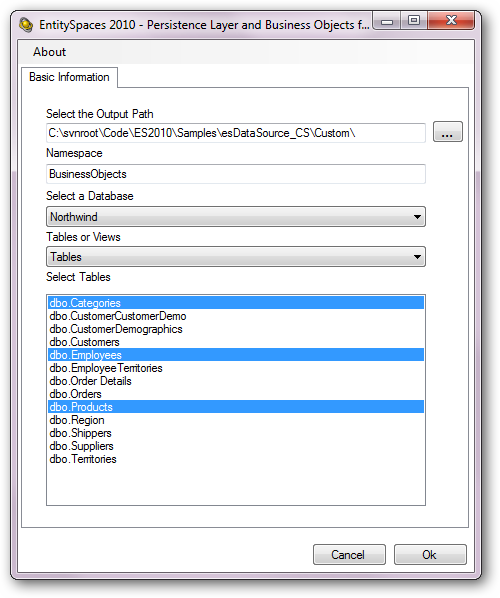 EntitySpaces 2010 - Persistence Layer and Business Objects f...
About
Basic Information
Select the Output Path
C:\svnroot\Code\ES2010\Samples\esDataSource_CS\Custom\
...
Namespace
BusinessObjects
Select a Database
Northwind
Tables or Views
Tables
Select Tables
dbo.Categories
dbo.CustomerCustomerDemo
dbo.CustomerDemographics
dbo.Customers
dbo.Employees
dbo.EmployeeTerritories
dbo.Order Details
dbo.Orders
dbo.Products
dbo.Region
dbo.Shippers
dbo.Suppliers
dbo.Territories
Cancel Ok